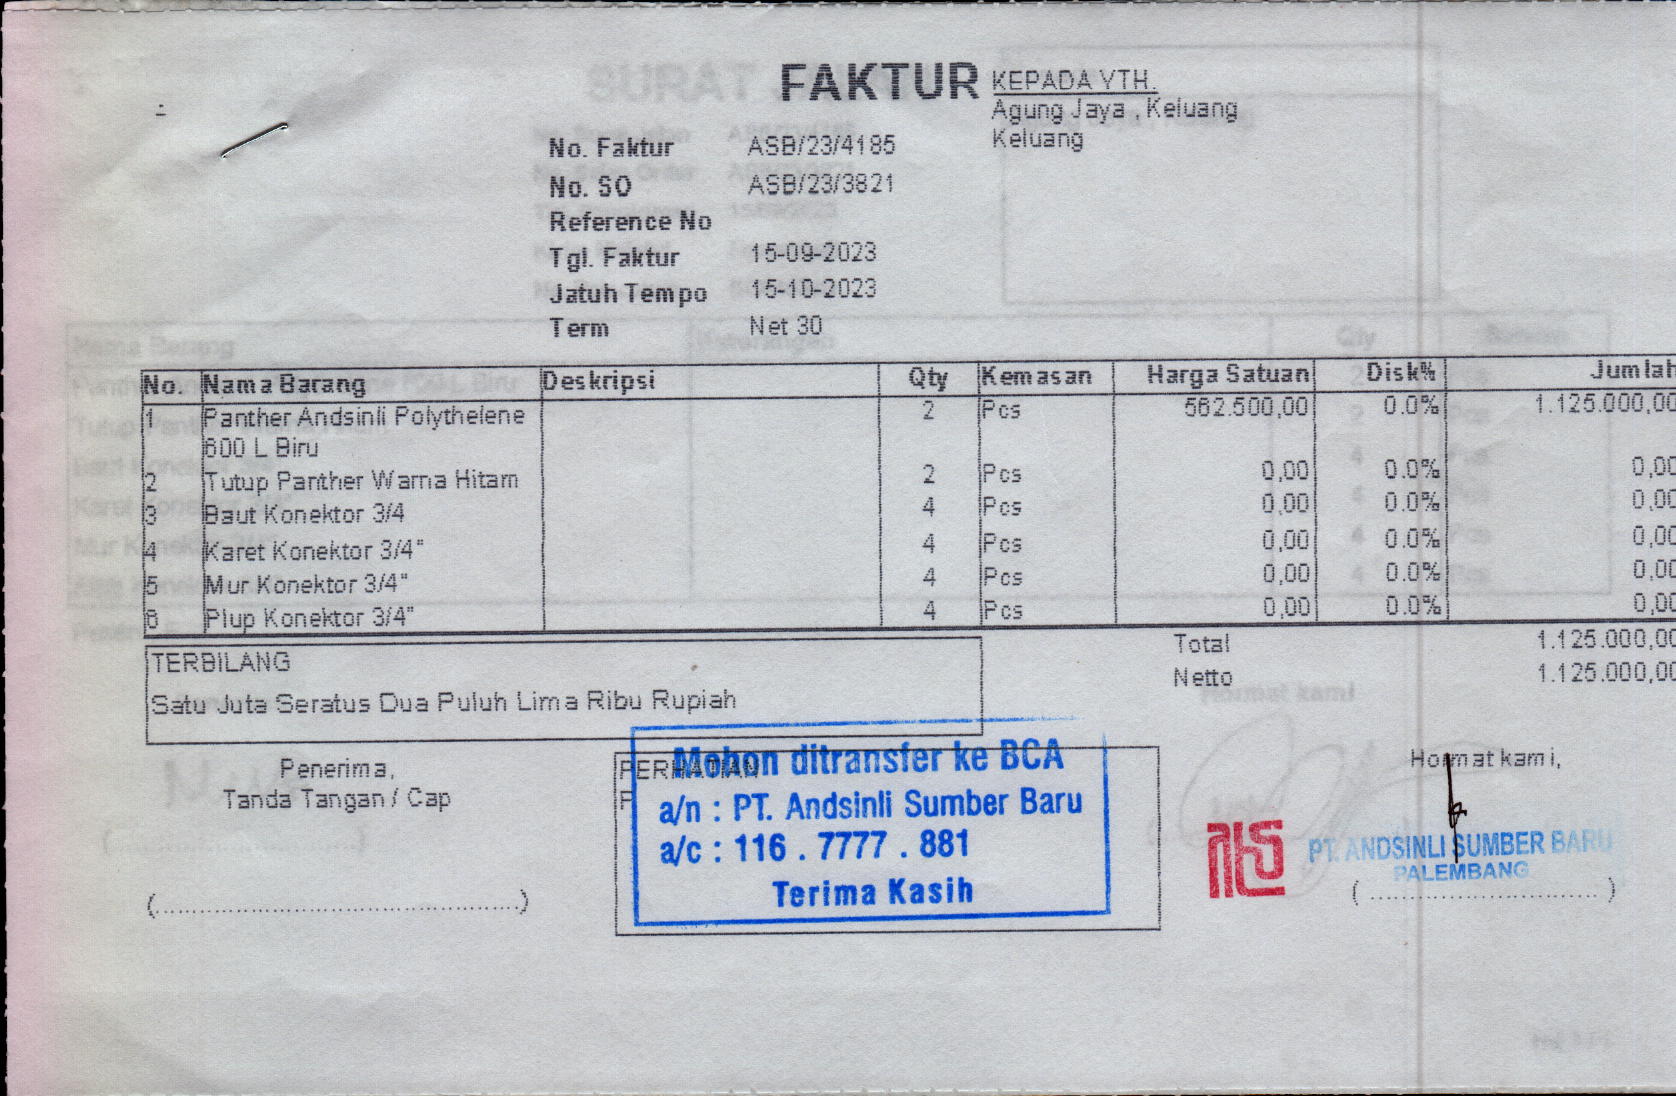 FAKTUR
KEPADA YTH.
Agung Jaya , Keluang
Keluang
No. Faktur ASB/23/4185
No. SO ASB/23/3821
Reference No
Tgl. Faktur 15-09-2023
Jatuh Tempo 15-10-2023
Term Net 30
No. Nama Barang Deskripsi Qty Kemasan Harga Satuan Disk% Jumlah
1 Panther Andsinli Polythelene 2 Pcs 562.500,00 0.0% 1.125.000,00
600 L Biru
2 Tutup Panther Warna Hitam 2 Pcs 0,00 0.0% 0,00
3 Baut Konektor 3/4 4 Pcs 0,00 0.0% 0,00
4 Karet Konektor 3/4" 4 Pcs 0,00 0.0% 0,00
5 Mur Konektor 3/4" 4 Pcs 0,00 0.0% 0,00
6 Plup Konektor 3/4" 4 Pcs 0,00 0.0% 0,00
Total 1.125.000,00
Netto 1.125.000,00
TERBILANG
Satu Juta Seratus Dua Puluh Lima Ribu Rupiah
Penerima,
Tanda Tangan / Cap
(................................................)
PERHATIAN
Mohon ditransfer ke BCA
a/n : PT. Andsinli Sumber Baru
a/c : 116 . 7777 . 881
Terima Kasih
Hormat kami,
PT. ANDSINLI SUMBER BARU
PALEMBANG
(..............................)